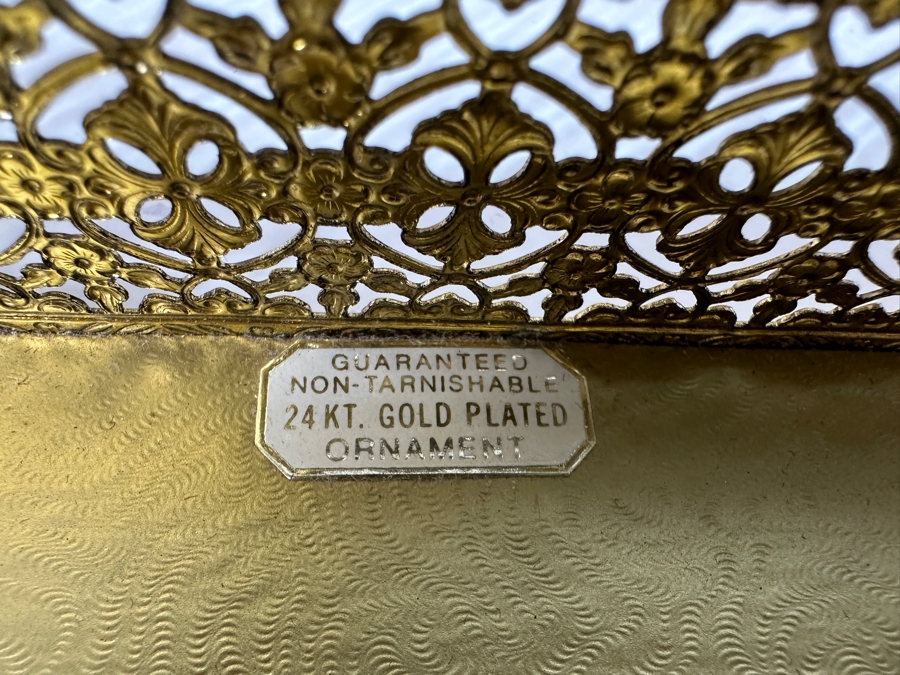 GUARANTEED
NON-TARNISHABLE
24 KT. GOLD PLATED
ORNAMENT